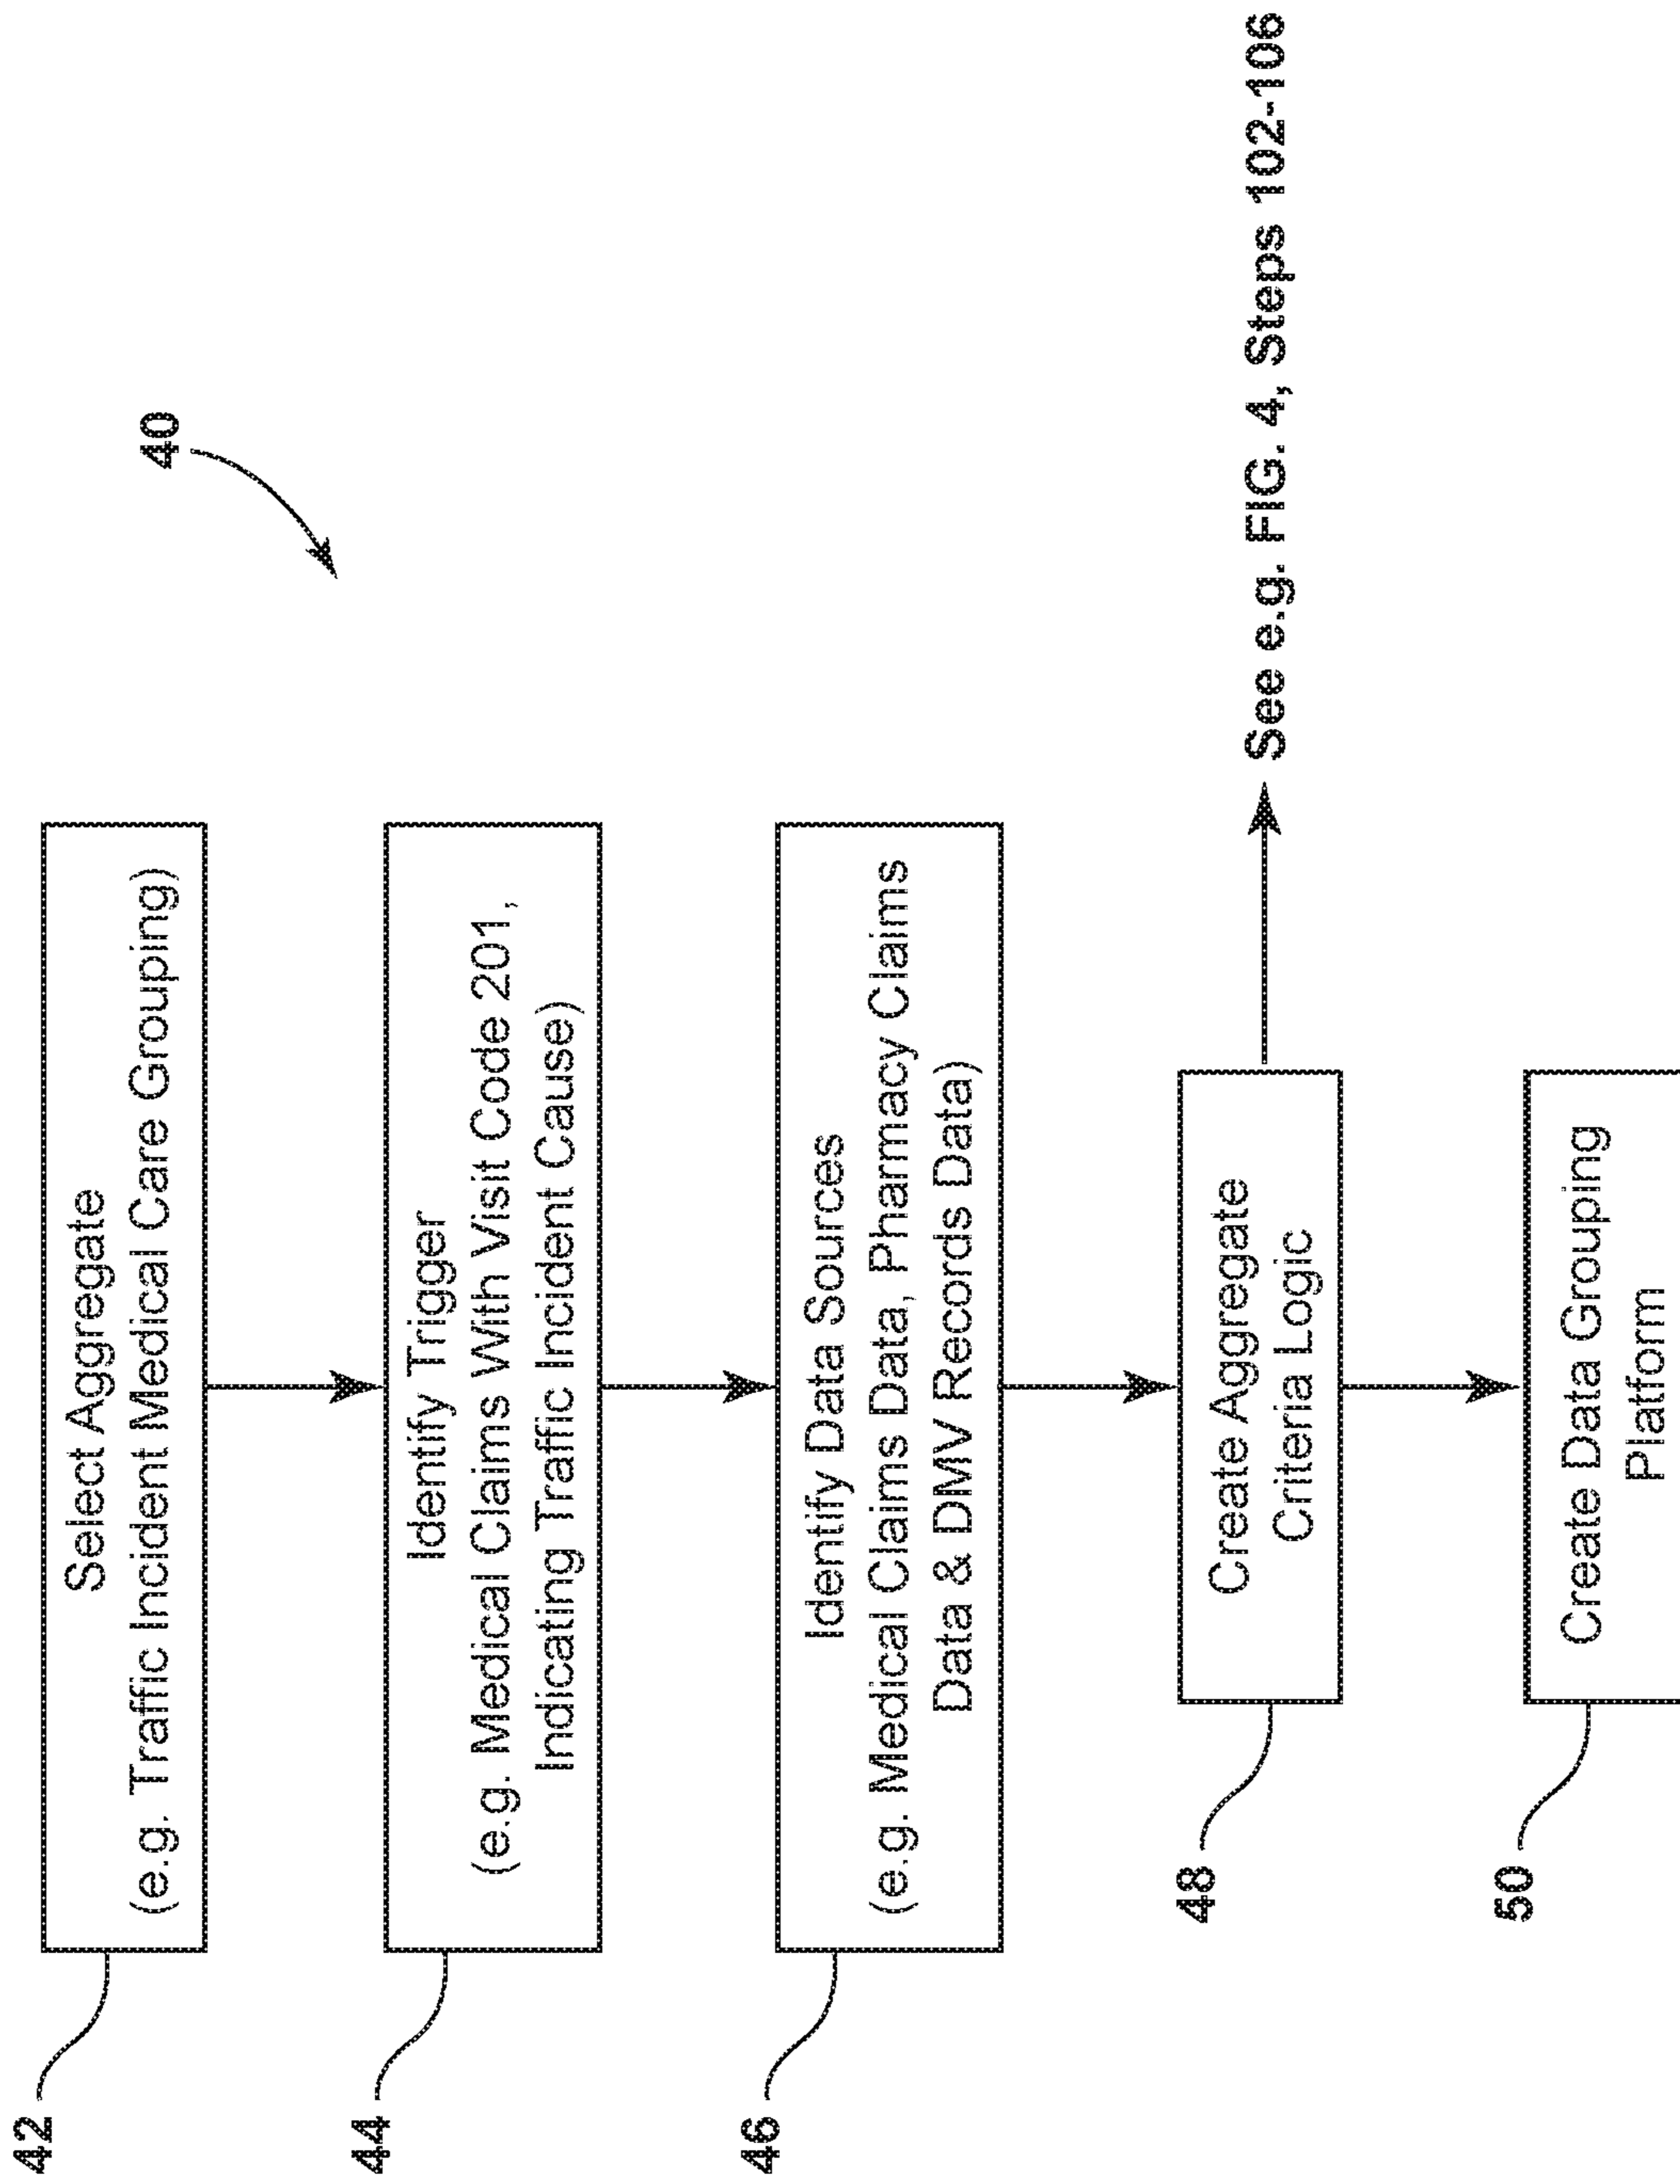 40
42
Select Aggregate
(e.g. Traffic Incident Medical Care Grouping)
44
Identify Trigger
(e.g. Medical Claims With Visit Code 201,
Indicating Traffic Incident Cause)
46
Identify Data Sources
(e.g. Medical Claims Data, Pharmacy Claims
Data & DMV Records Data)
48
Create Aggregate
Criteria Logic
See e.g. FIG. 4, Steps 102-106
50
Create Data Grouping
Platform